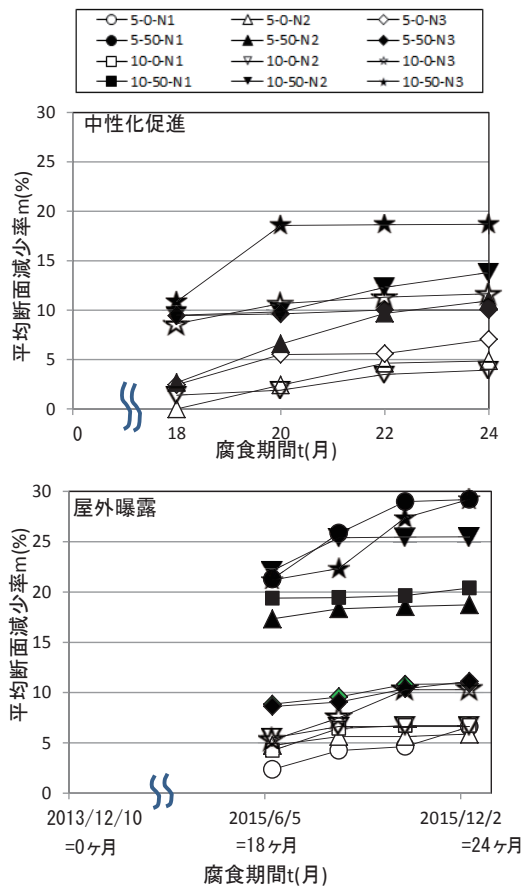 5-0-N1 5-0-N2 5-0-N3
5-50-N1 5-50-N2 5-50-N3
10-0-N1 10-0-N2 10-0-N3
10-50-N1 10-50-N2 10-50-N3
中性化促進
平均断面減少率m(%)
30
25
20
15
10
5
0
0 18 20 22 24
腐食期間t(月)
屋外曝露
平均断面減少率m(%)
30
25
20
15
10
5
0
2013/12/10 2015/6/5 2015/12/2
=0ヶ月 =18ヶ月 =24ヶ月
腐食期間t(月)